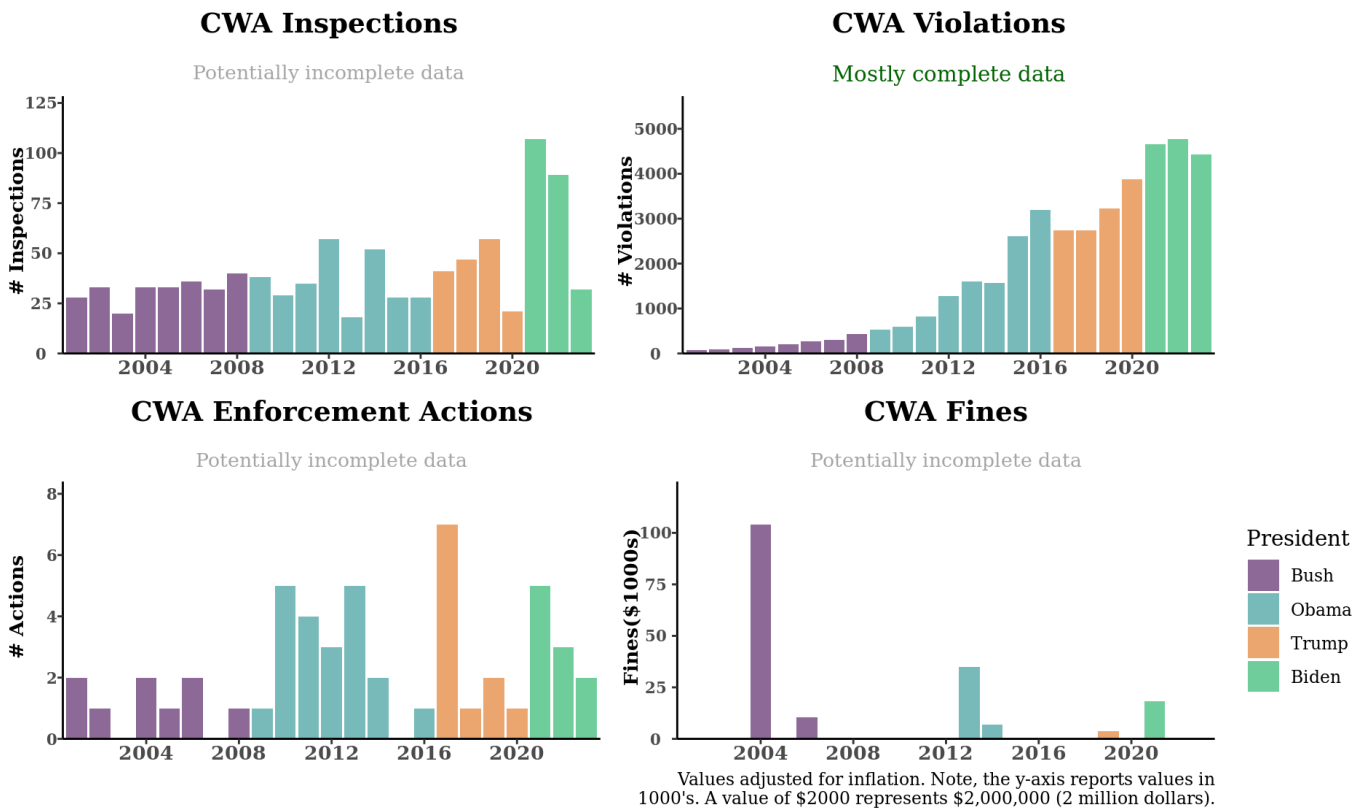 CWA Inspections
Potentially incomplete data
# Inspections
125
100
75
50
25
0
2004 2008 2012 2016 2020
CWA Violations
Mostly complete data
# Violations
5000
4000
3000
2000
1000
0
2004 2008 2012 2016 2020
CWA Enforcement Actions
Potentially incomplete data
# Actions
8
6
4
2
0
2004 2008 2012 2016 2020
CWA Fines
Potentially incomplete data
Fines($1000s)
100
75
50
25
0
2004 2008 2012 2016 2020
President
Bush
Obama
Trump
Biden
Values adjusted for inflation. Note, the y-axis reports values in
1000's. A value of $2000 represents $2,000,000 (2 million dollars).